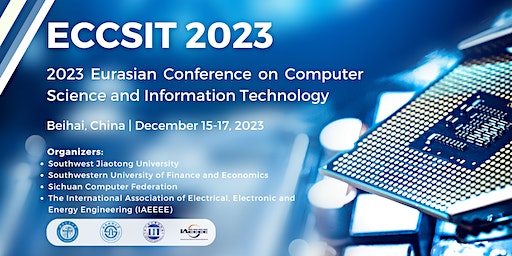 ECCSIT 2023
2023 Eurasian Conference on Computer
Science and Information Technology
Beihai, China | December 15-17, 2023
Organizers:
• Southwest Jiaotong University
• Southwestern University of Finance and Economics
• Sichuan Computer Federation
• The International Association of Electrical, Electronic and
Energy Engineering (IAEEEE)